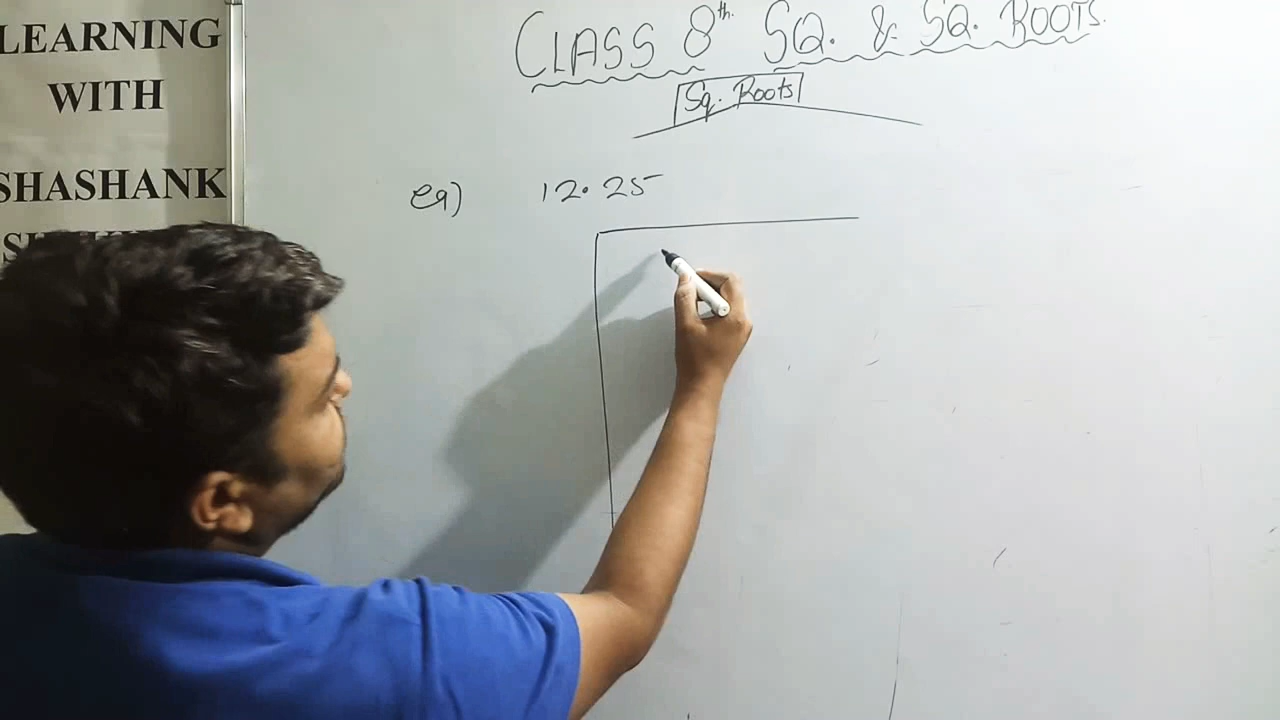 LEARNING
WITH
SHASHANK
CLASS 8th. SQ. & SQ. ROOTS.
Sq. Roots
eg) 12.25